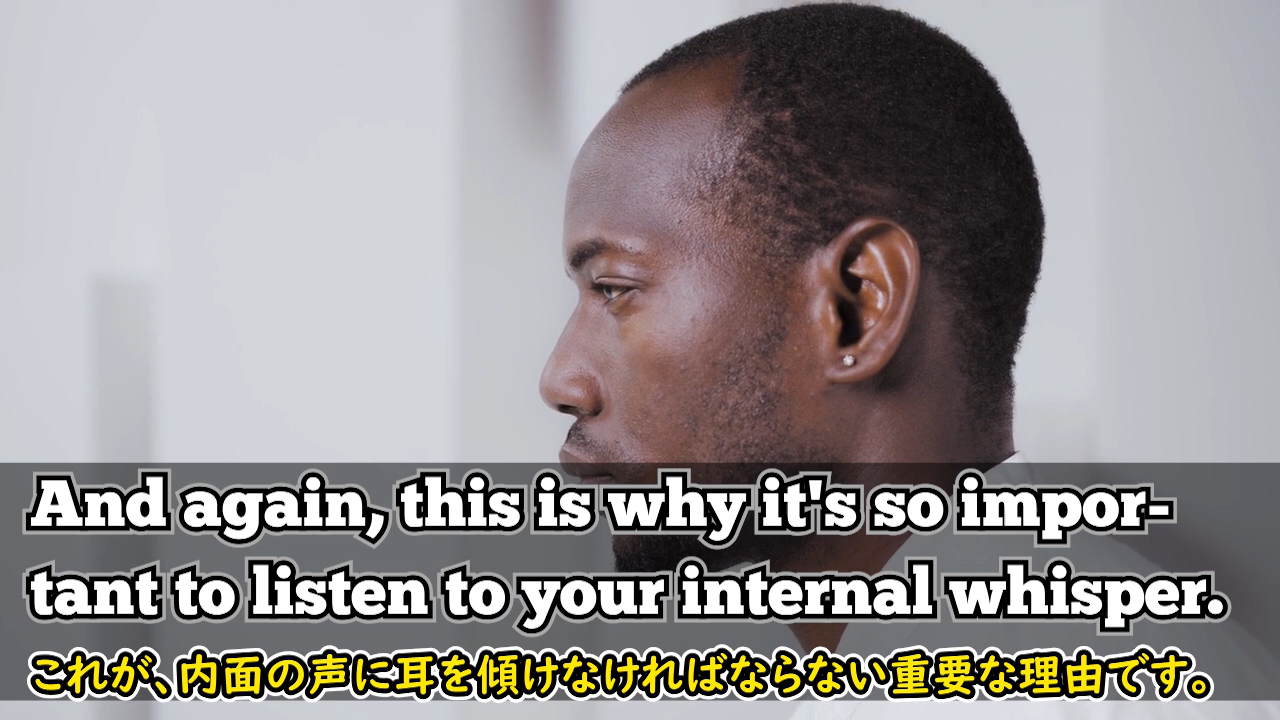 And again, this is why it's so impor-
tant to listen to your internal whisper.
これが、内面の声に耳を傾けなければならない重要な理由です。